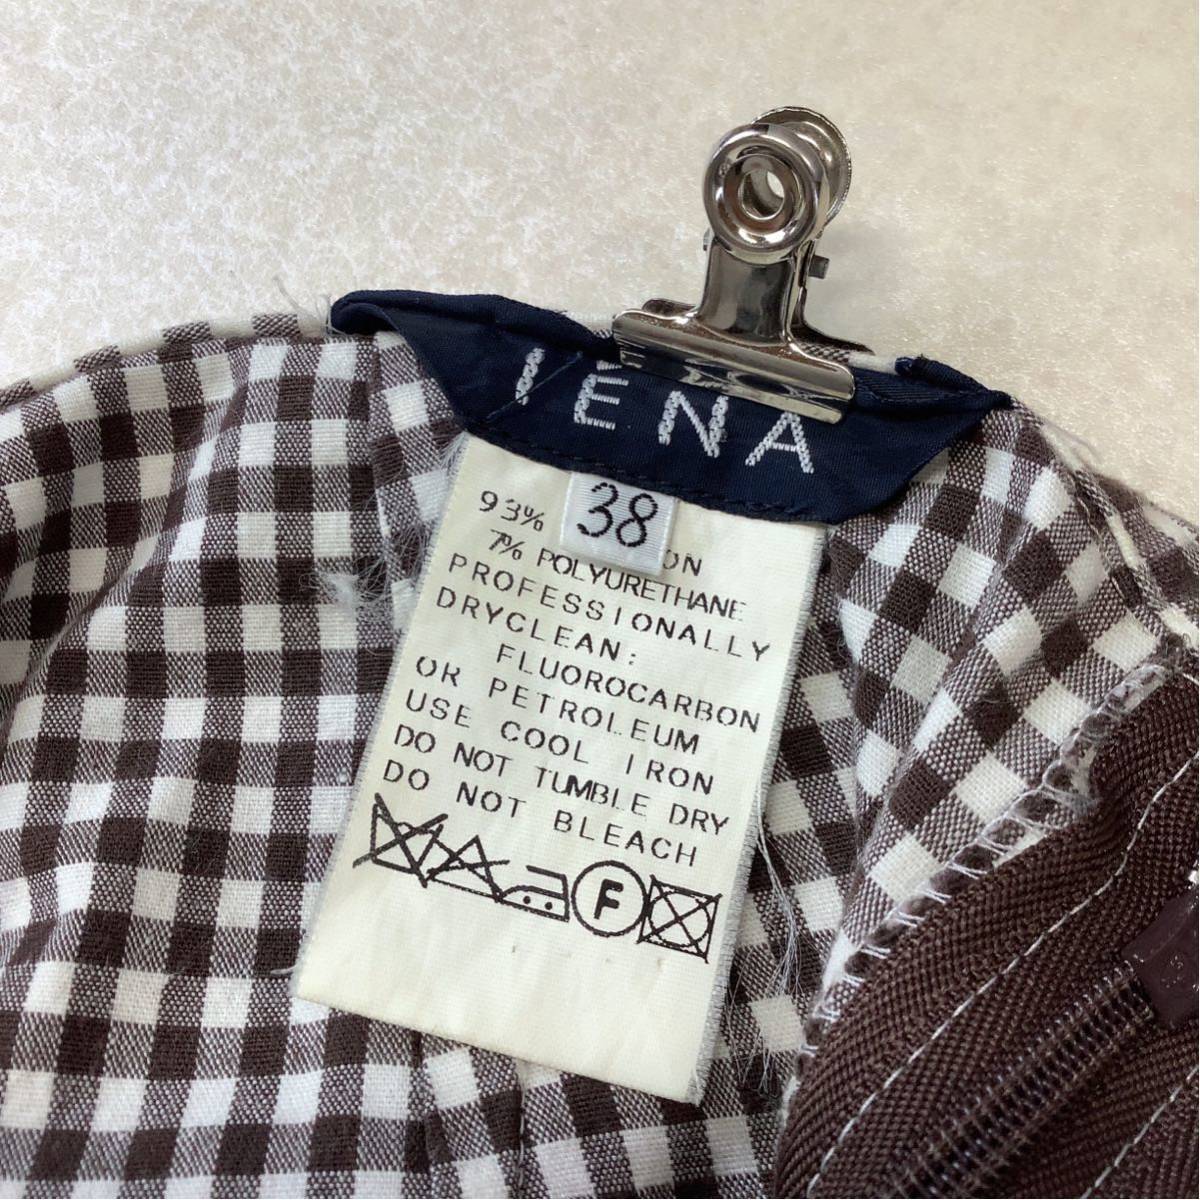 IÉNA
38
93%
7% POLYURETHANE
PROFESSIONALLY
DRYCLEAN:
FLUOROCARBON
OR PETROLEUM
USE COOL IRON
DO NOT TUMBLE DRY
DO NOT BLEACH
F